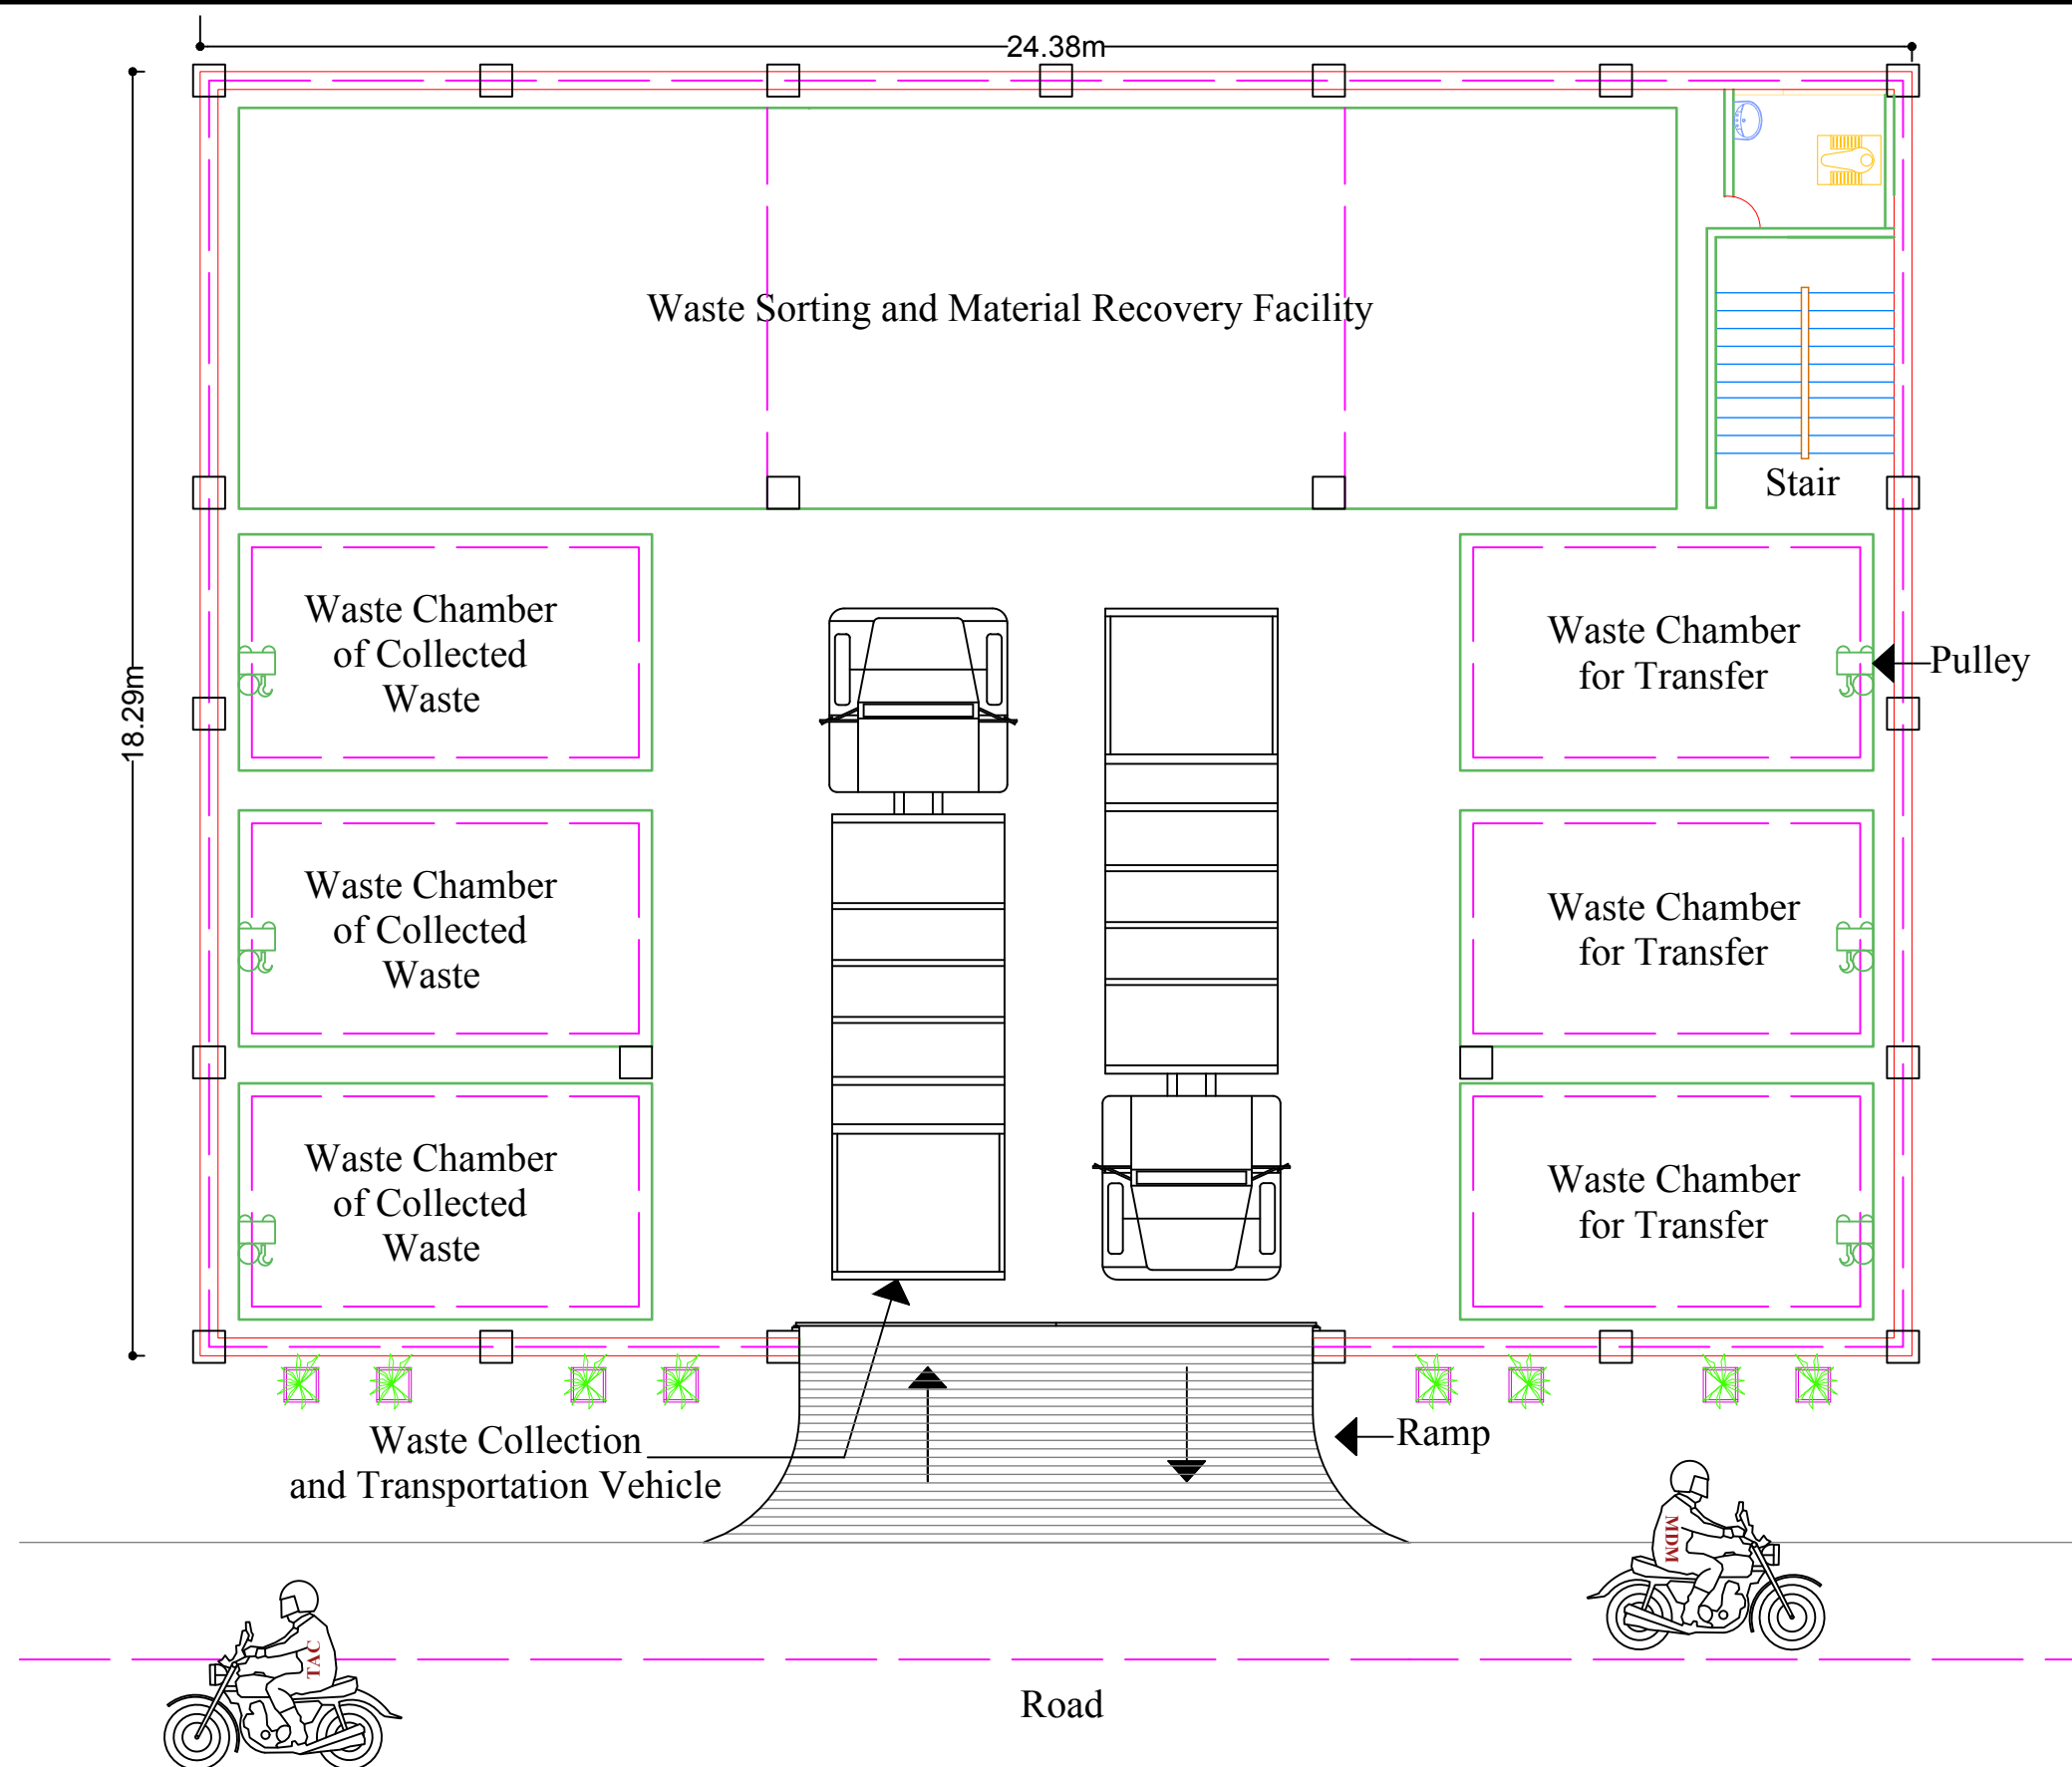 24.38m
18.29m
Waste Sorting and Material Recovery Facility
Stair
Waste Chamber
of Collected
Waste
Waste Chamber
for Transfer
Pulley
Waste Chamber
of Collected
Waste
Waste Chamber
for Transfer
Waste Chamber
of Collected
Waste
Waste Chamber
for Transfer
Waste Collection
and Transportation Vehicle
Ramp
MDM
TAC
Road